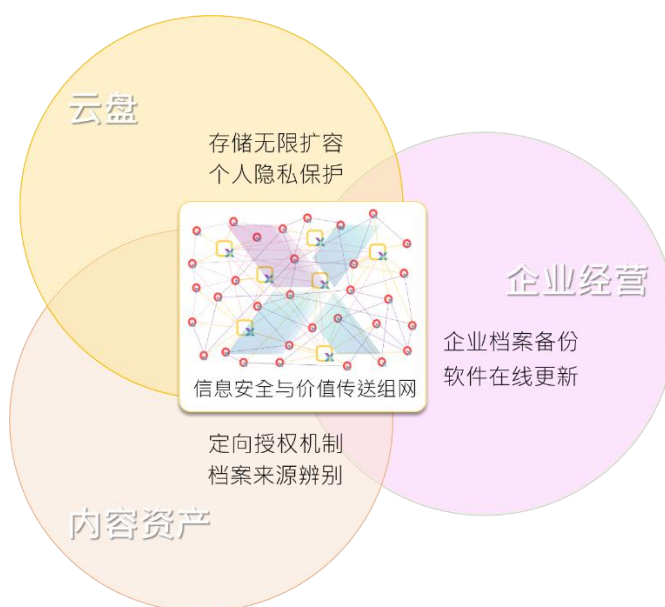 云盘
存储无限扩容
个人隐私保护
企业经营
企业档案备份
软件在线更新
信息安全与价值传送组网
定向授权机制
档案来源辨别
内容资产